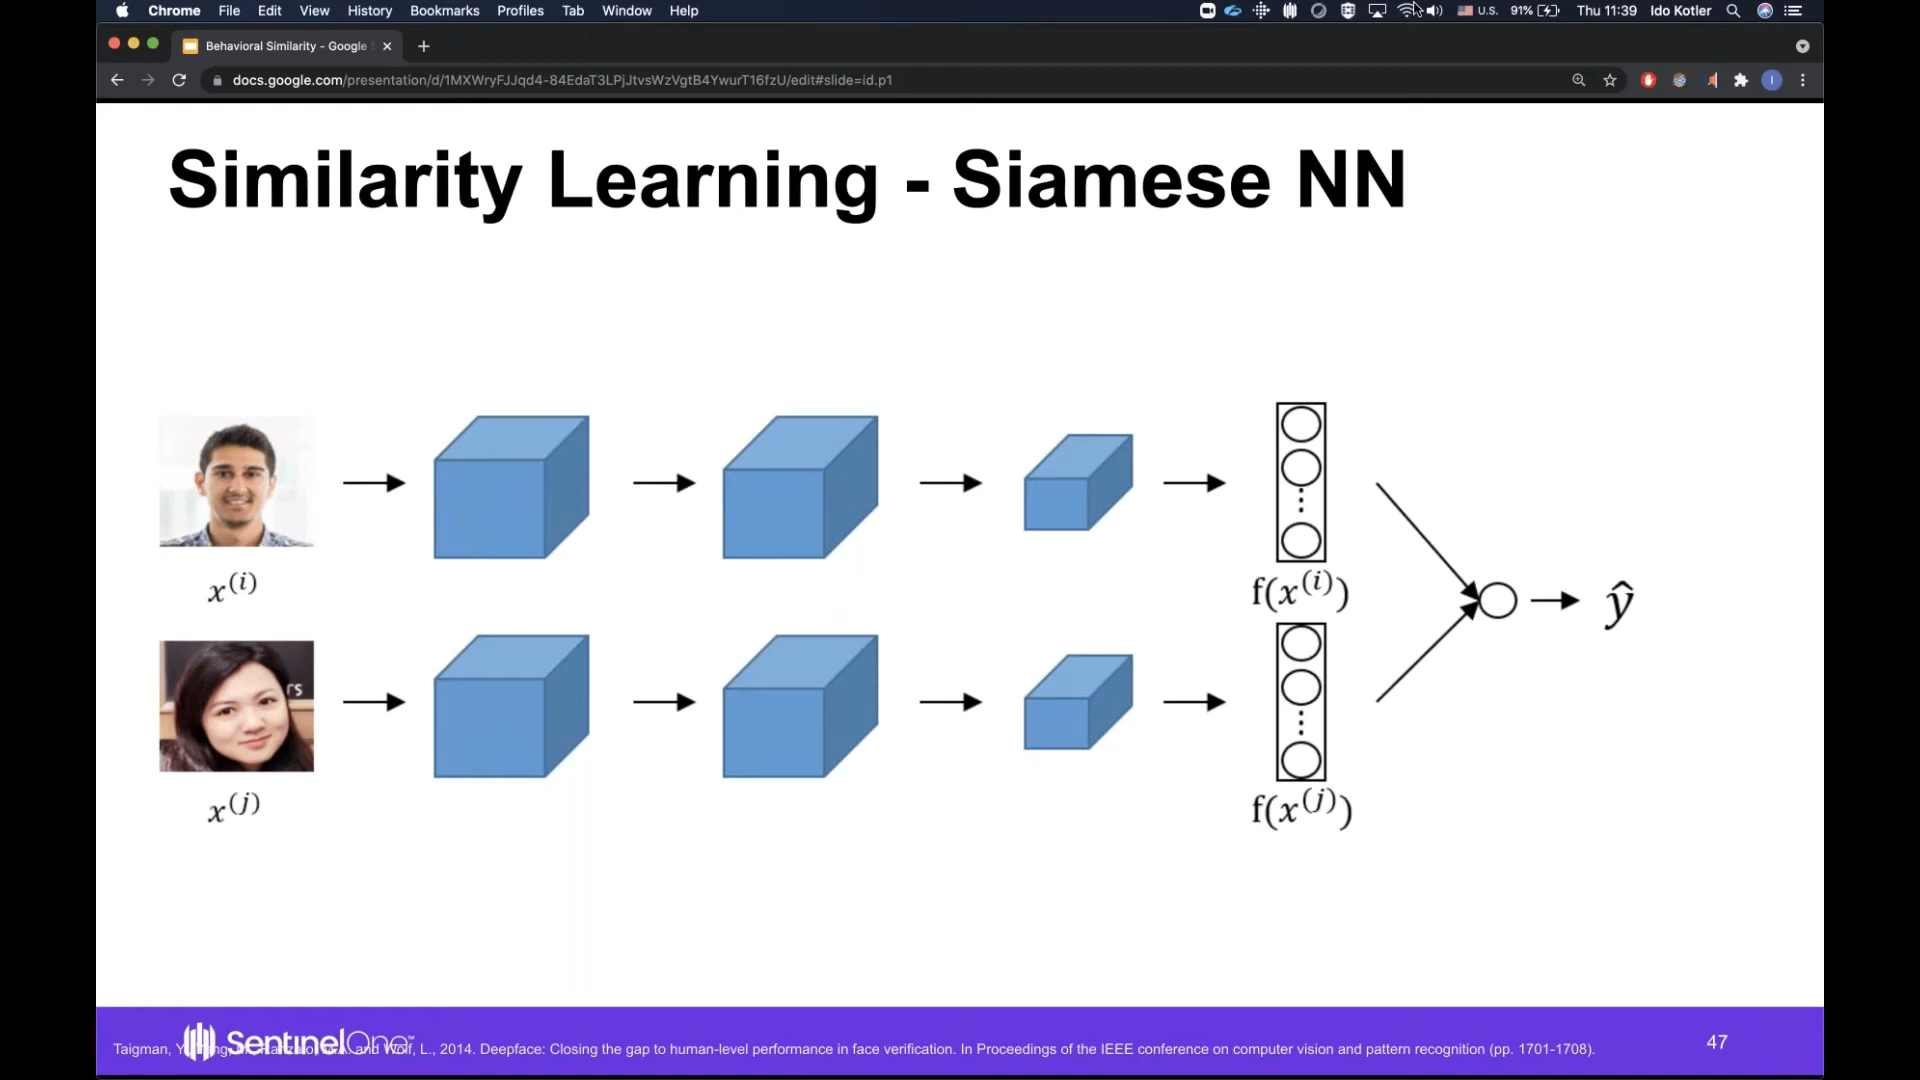 Chrome File Edit View History Bookmarks Profiles Tab Window Help U.S. 91% Thu 11:39 Ido Kotler
Behavioral Similarity - Google
docs.google.com/presentation/d/1MXWryFJJqd4-84EdaT3LPjJtvsWzVgtB4YwurT16fzU/edit#slide=id.p1 I
Similarity Learning - Siamese NN
rs
x^(i)
f(x^(i))
ŷ
x^(j)
f(x^(j))
SentinelOne
Taigman, and Wolf, L., 2014. Deepface: Closing the gap to human-level performance in face verification. In Proceedings of the IEEE conference on computer vision and pattern recognition (pp. 1701-1708).
47